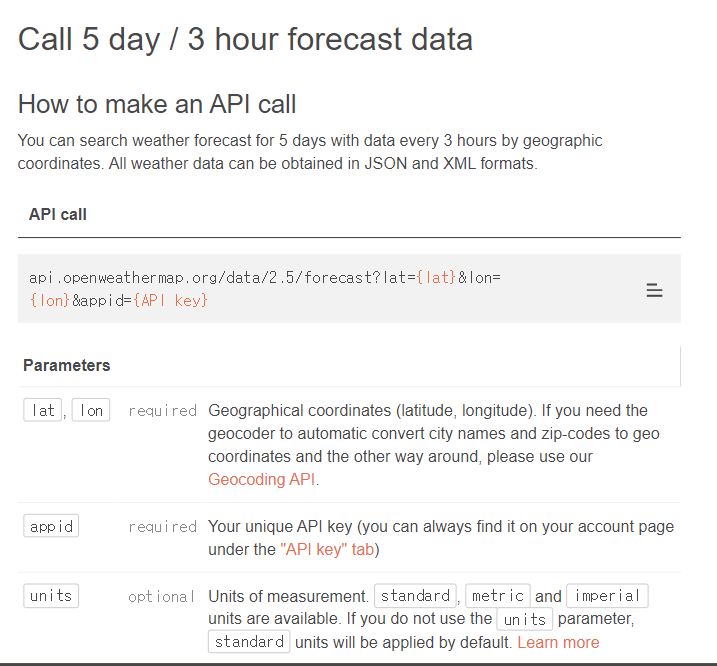 Call 5 day / 3 hour forecast data
How to make an API call
You can search weather forecast for 5 days with data every 3 hours by geographic
coordinates. All weather data can be obtained in JSON and XML formats.
API call
api.openweathermap.org/data/2.5/forecast?lat={lat}&lon=
{lon}&appid={API key}
Parameters
lat, lon required Geographical coordinates (latitude, longitude). If you need the
geocoder to automatic convert city names and zip-codes to geo
coordinates and the other way around, please use our
Geocoding API.
appid required Your unique API key (you can always find it on your account page
under the "API key" tab)
units optional Units of measurement. standard, metric and imperial
units are available. If you do not use the units parameter,
standard units will be applied by default. Learn more